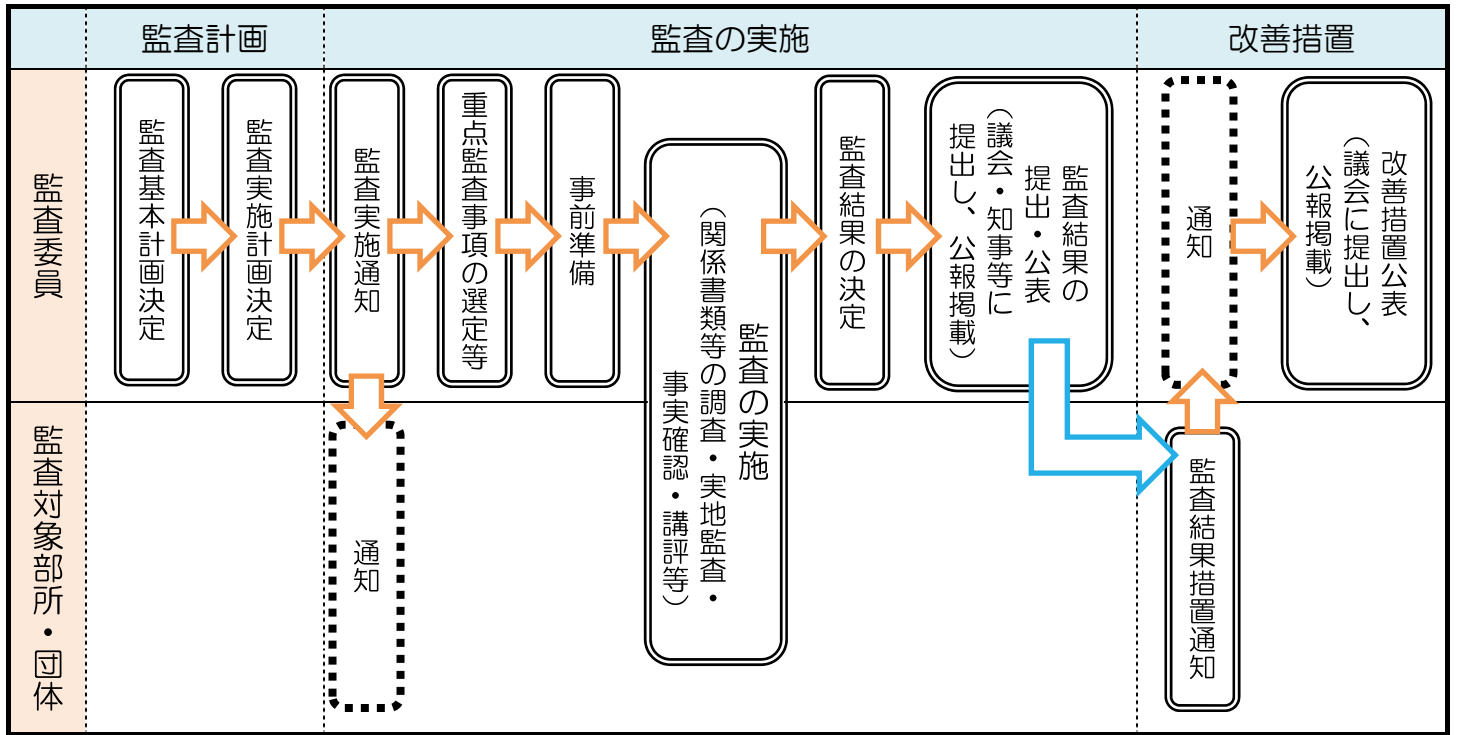 監査計画
監査の実施
改善措置
監査委員
監査基本計画決定
監査実施計画決定
監査実施通知
重点監査事項の選定等
事前準備
監査の実施
（関係書類等の調査・実地監査・
事実確認・講評等）
監査結果の決定
監査結果の
提出・公表
（議会・知事等に
提出し、公報掲載）
通知
改善措置公表
（議会に提出し、
公報掲載）
監査対象部所・団体
通知
監査結果措置通知